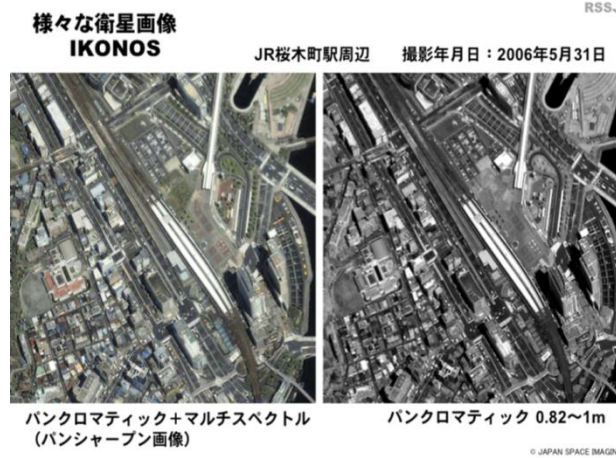 RSSJ
様々な衛星画像
IKONOS
JR桜木町駅周辺 撮影年月日：2006年5月31日
パンクロマティック＋マルチスペクトル
（パンシャープン画像）
パンクロマティック 0.82～1m
© JAPAN SPACE IMAGIN